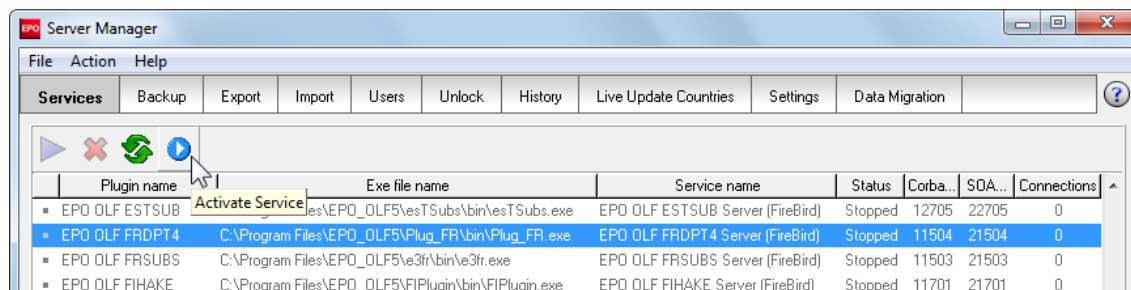 EPO Server Manager
File Action Help
Services Backup Export Import Users Unlock History Live Update Countries Settings Data Migration ?
Plugin name Exe file name Service name Status Corba... SOA... Connections
Activate Service
EPO OLF ESTSUB Program Files\EPO_OLF5\esTSubs\bin\esTSubs.exe EPO OLF ESTSUB Server (FireBird) Stopped 12705 22705 0
EPO OLF FRDPT4 C:\Program Files\EPO_OLF5\Plug_FR\bin\Plug_FR.exe EPO OLF FRDPT4 Server (FireBird) Stopped 11504 21504 0
EPO OLF FRSUBS C:\Program Files\EPO_OLF5\e3fr\bin\e3fr.exe EPO OLF FRSUBS Server (FireBird) Stopped 11503 21503 0
EPO OLF FIHAKE C:\Program Files\EPO_OLF5\FIPlugin\bin\FIPlugin.exe EPO OLF FIHAKE Server (FireBird) Stopped 11701 21701 0